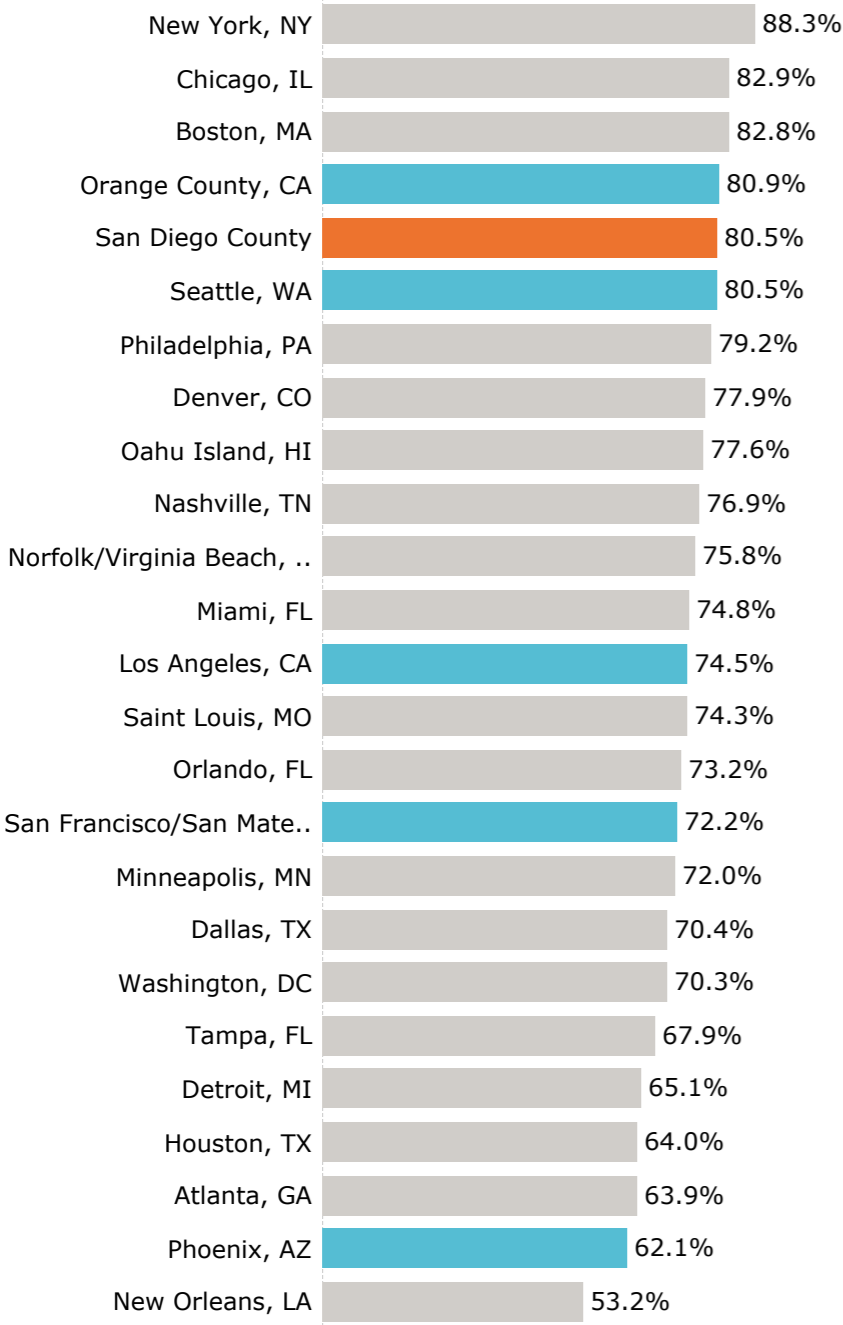 New York, NY 88.3%
Chicago, IL 82.9%
Boston, MA 82.8%
Orange County, CA 80.9%
San Diego County 80.5%
Seattle, WA 80.5%
Philadelphia, PA 79.2%
Denver, CO 77.9%
Oahu Island, HI 77.6%
Nashville, TN 76.9%
Norfolk/Virginia Beach, .. 75.8%
Miami, FL 74.8%
Los Angeles, CA 74.5%
Saint Louis, MO 74.3%
Orlando, FL 73.2%
San Francisco/San Mate.. 72.2%
Minneapolis, MN 72.0%
Dallas, TX 70.4%
Washington, DC 70.3%
Tampa, FL 67.9%
Detroit, MI 65.1%
Houston, TX 64.0%
Atlanta, GA 63.9%
Phoenix, AZ 62.1%
New Orleans, LA 53.2%